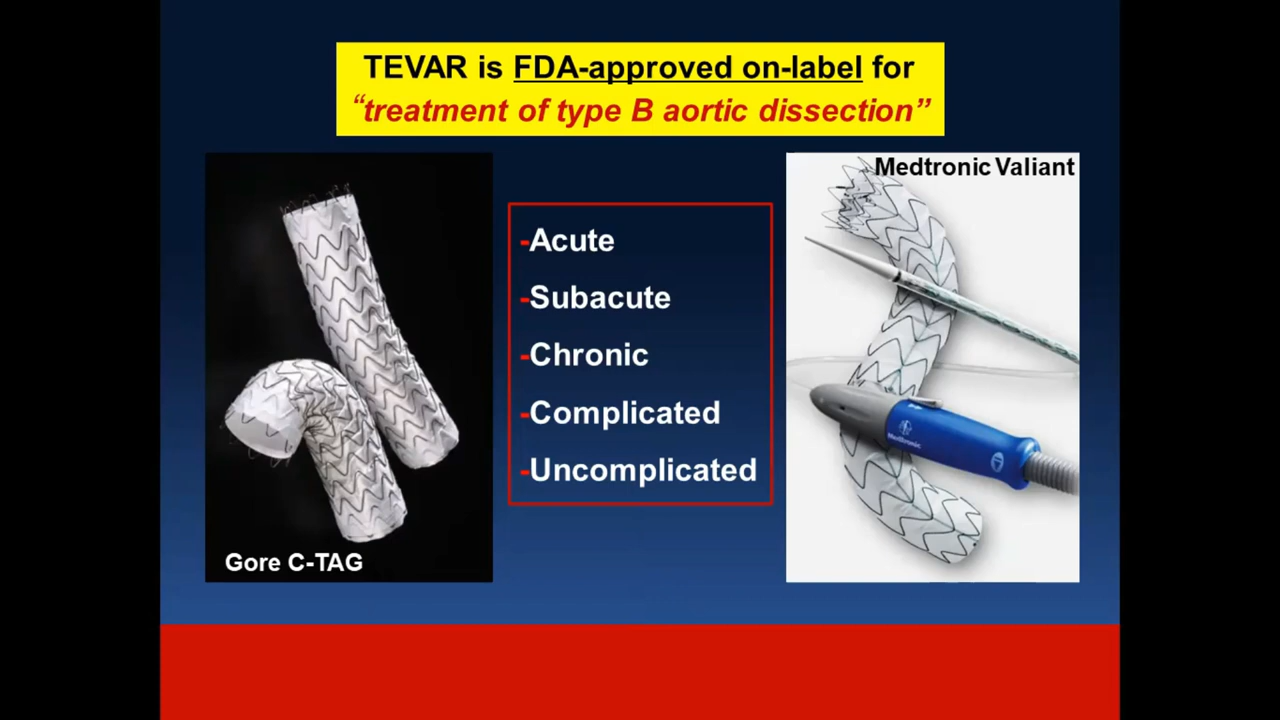 TEVAR is FDA-approved on-label for
“treatment of type B aortic dissection”
Medtronic Valiant
-Acute
-Subacute
-Chronic
-Complicated
-Uncomplicated
Medtronic
Gore C-TAG